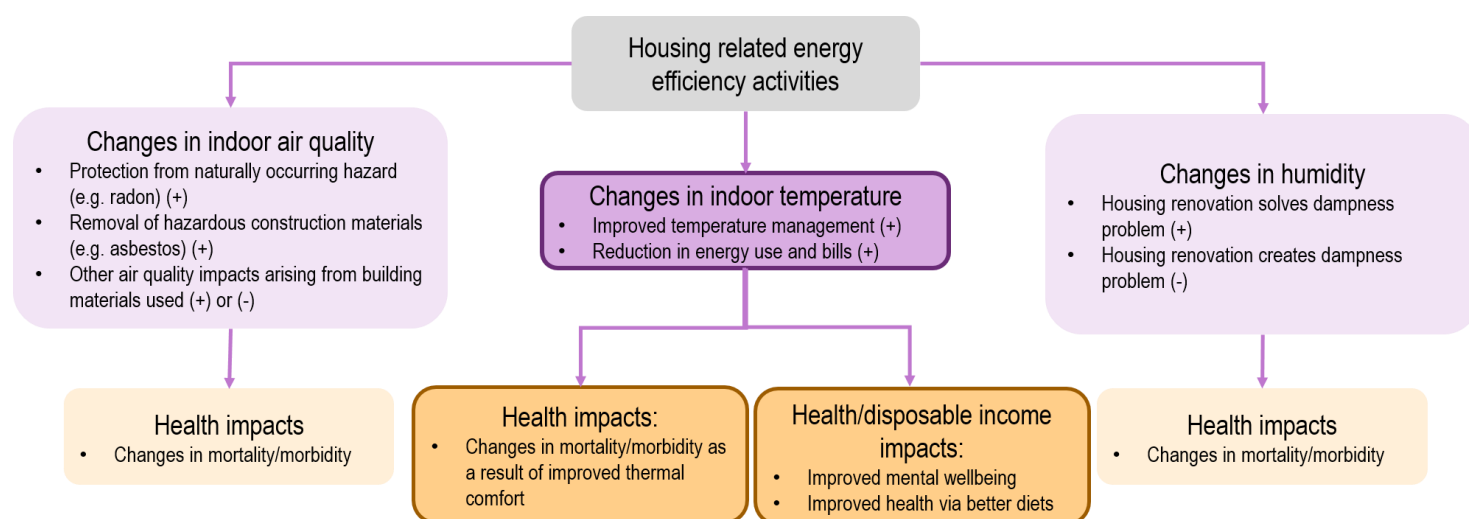 Housing related energy
efficiency activities
Changes in indoor air quality
• Protection from naturally occurring hazard
(e.g. radon) (+)
• Removal of hazardous construction materials
(e.g. asbestos) (+)
• Other air quality impacts arising from building
materials used (+) or (-)
Changes in indoor temperature
• Improved temperature management (+)
• Reduction in energy use and bills (+)
Changes in humidity
• Housing renovation solves dampness
problem (+)
• Housing renovation creates dampness
problem (-)
Health impacts
• Changes in mortality/morbidity
Health impacts:
• Changes in mortality/morbidity as
a result of improved thermal
comfort
Health/disposable income
impacts:
• Improved mental wellbeing
• Improved health via better diets
Health impacts
• Changes in mortality/morbidity